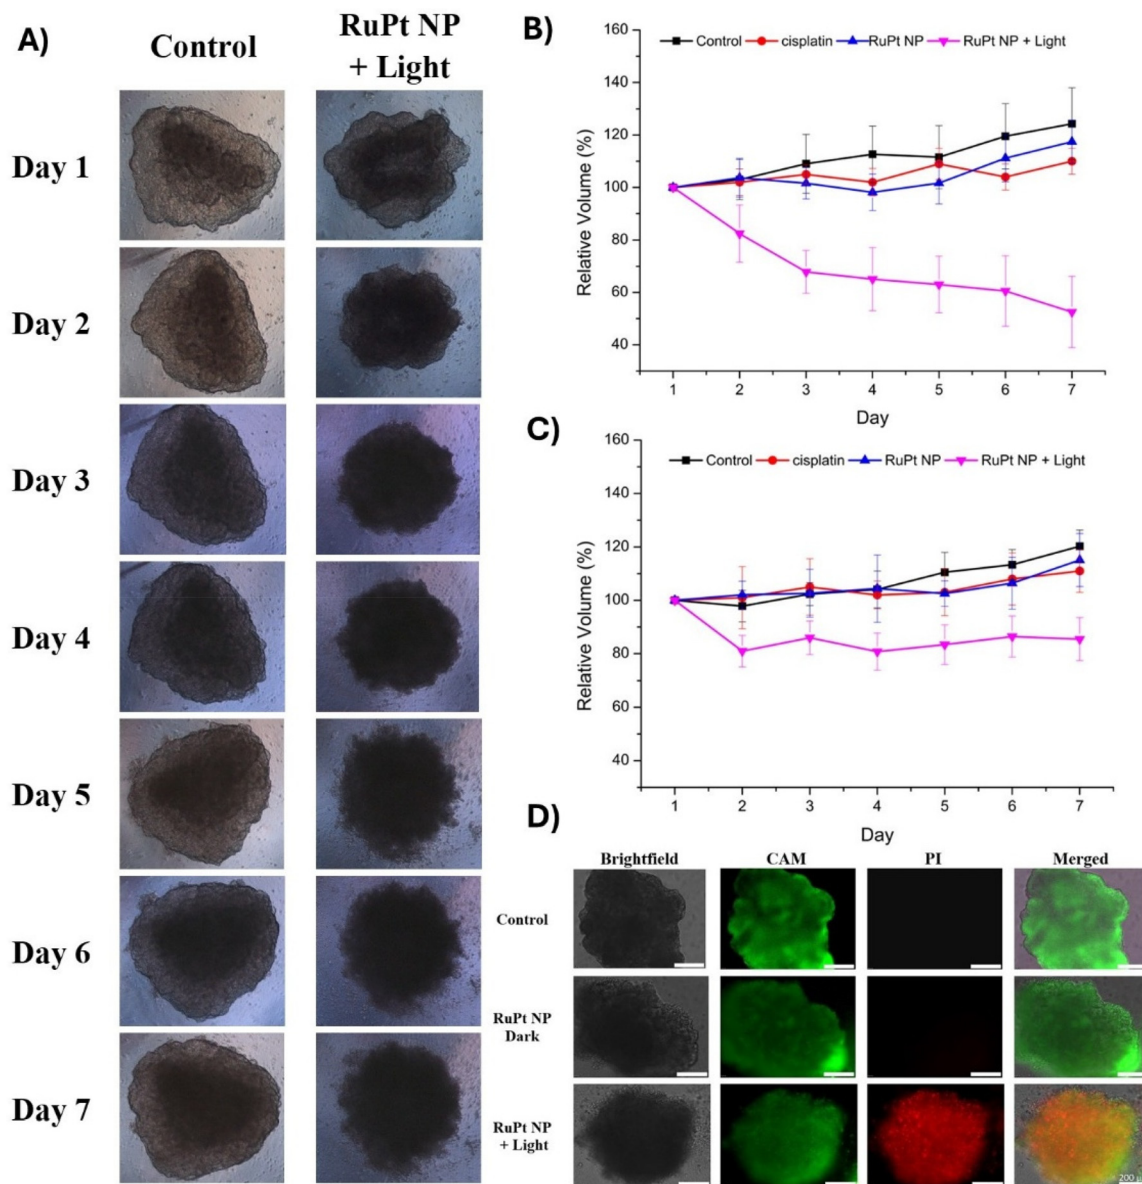 A)
Control
RuPt NP
+ Light
Day 1
Day 2
Day 3
Day 4
Day 5
Day 6
Day 7
B)
160
140
120
100
80
60
40
Relative Volume (%)
Control cisplatin RuPt NP RuPt NP + Light
1 2 3 4 5 6 7
Day
C)
160
140
120
100
80
60
40
Relative Volume (%)
Control cisplatin RuPt NP RuPt NP + Light
1 2 3 4 5 6 7
Day
D)
Brightfield CAM PI Merged
Control
RuPt NP
Dark
RuPt NP
+ Light
200